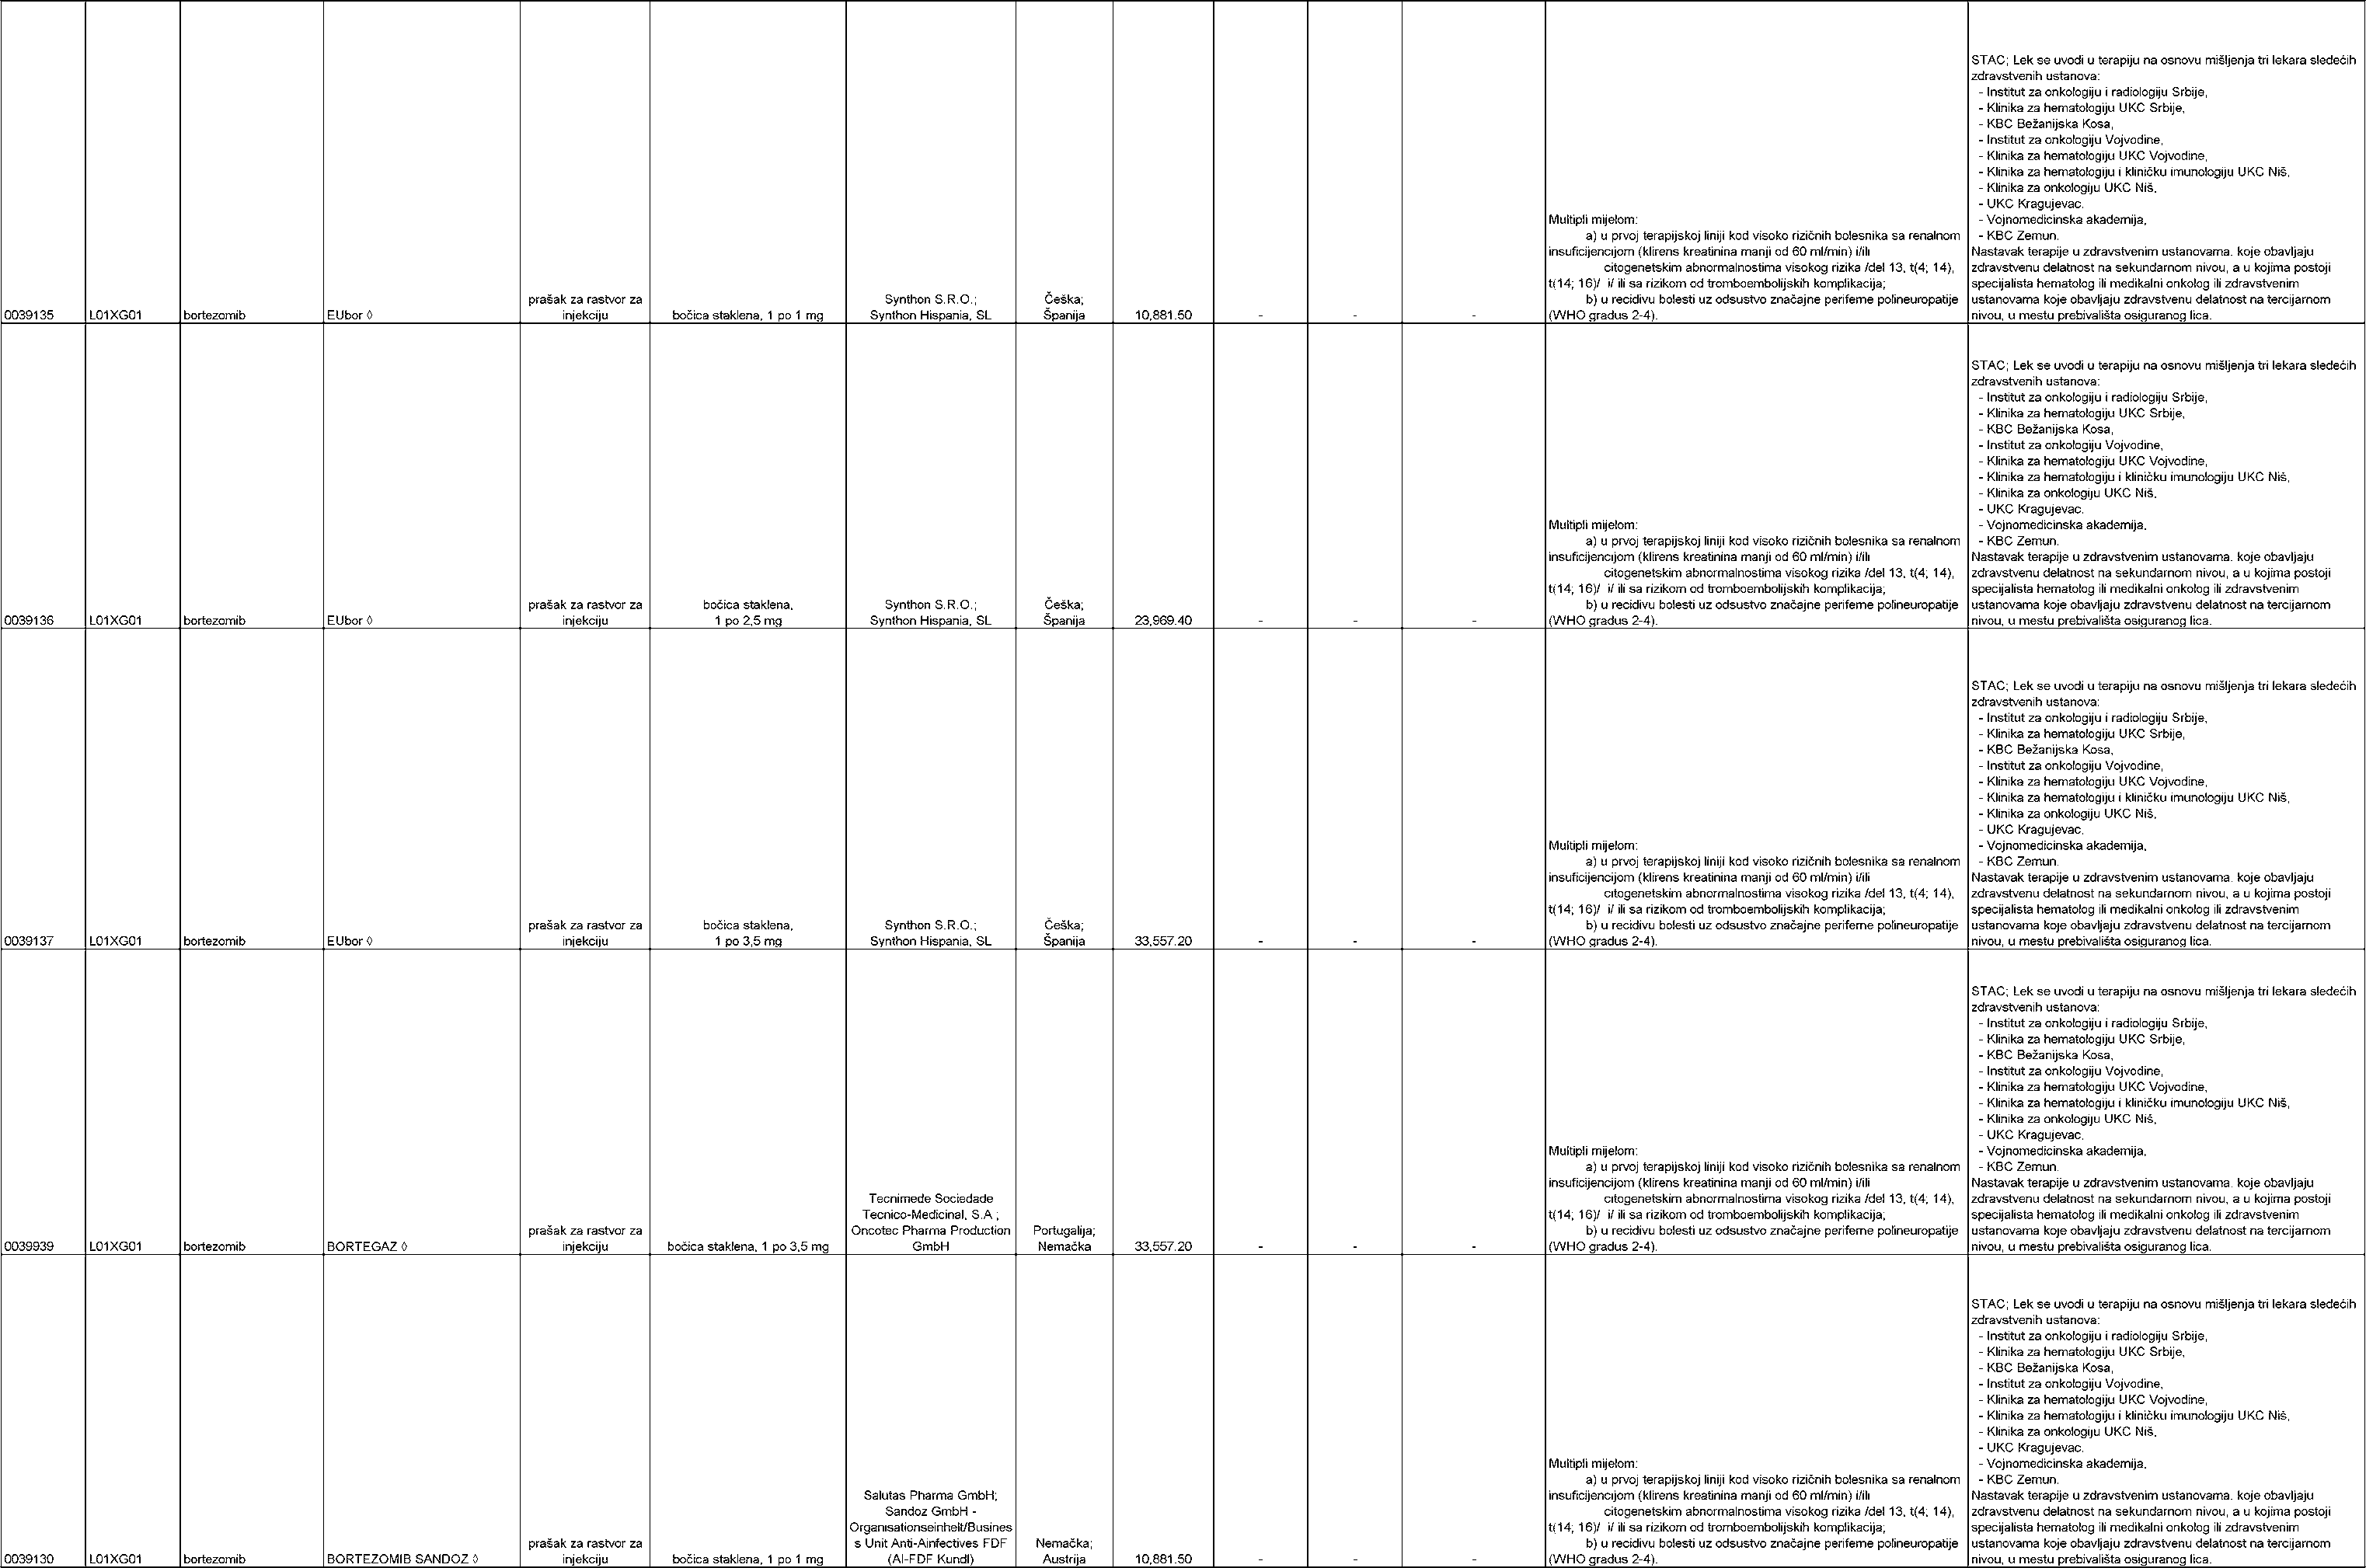 0039135
L01XG01
bortezomib
EUbor ◊
prašak za rastvor za
injekciju
bočica staklena, 1 po 1 mg
Synthon S.R.O.;
Synthon Hispania, SL
Češka;
Španija
10,881.50
-
-
-
Multipli mijelom:
a) u prvoj terapijskoj liniji kod visoko rizičnih bolesnika sa renalnom
insuficijencijom (klirens kreatinina manji od 60 ml/min) i/ili
citogenetskim abnormalnostima visokog rizika /del 13, t(4; 14),
t(14; 16)/ i/ ili sa rizikom od tromboembolijskih komplikacija;
b) u recidivu bolesti uz odsustvo značajne periferne polineuropatije
(WHO gradus 2-4).
STAC; Lek se uvodi u terapiju na osnovu mišljenja tri lekara sledećih
zdravstvenih ustanova:
- Institut za onkologiju i radiologiju Srbije,
- Klinika za hematologiju UKC Srbije,
- KBC Bežanijska Kosa,
- Institut za onkologiju Vojvodine,
- Klinika za hematologiju UKC Vojvodine,
- Klinika za hematologiju i kliničku imunologiju UKC Niš,
- Klinika za onkologiju UKC Niš,
- UKC Kragujevac,
- Vojnomedicinska akademija,
- KBC Zemun.
Nastavak terapije u zdravstvenim ustanovama, koje obavljaju
zdravstvenu delatnost na sekundarnom nivou, a u kojima postoji
specijalista hematolog ili medikalni onkolog ili zdravstvenim
ustanovama koje obavljaju zdravstvenu delatnost na tercijarnom
nivou, u mestu prebivališta osiguranog lica.
0039136
L01XG01
bortezomib
EUbor ◊
prašak za rastvor za
injekciju
bočica staklena,
1 po 2,5 mg
Synthon S.R.O.;
Synthon Hispania, SL
Češka;
Španija
23,969.40
-
-
-
Multipli mijelom:
a) u prvoj terapijskoj liniji kod visoko rizičnih bolesnika sa renalnom
insuficijencijom (klirens kreatinina manji od 60 ml/min) i/ili
citogenetskim abnormalnostima visokog rizika /del 13, t(4; 14),
t(14; 16)/ i/ ili sa rizikom od tromboembolijskih komplikacija;
b) u recidivu bolesti uz odsustvo značajne periferne polineuropatije
(WHO gradus 2-4).
STAC; Lek se uvodi u terapiju na osnovu mišljenja tri lekara sledećih
zdravstvenih ustanova:
- Institut za onkologiju i radiologiju Srbije,
- Klinika za hematologiju UKC Srbije,
- KBC Bežanijska Kosa,
- Institut za onkologiju Vojvodine,
- Klinika za hematologiju UKC Vojvodine,
- Klinika za hematologiju i kliničku imunologiju UKC Niš,
- Klinika za onkologiju UKC Niš,
- UKC Kragujevac,
- Vojnomedicinska akademija,
- KBC Zemun.
Nastavak terapije u zdravstvenim ustanovama, koje obavljaju
zdravstvenu delatnost na sekundarnom nivou, a u kojima postoji
specijalista hematolog ili medikalni onkolog ili zdravstvenim
ustanovama koje obavljaju zdravstvenu delatnost na tercijarnom
nivou, u mestu prebivališta osiguranog lica.
0039137
L01XG01
bortezomib
EUbor ◊
prašak za rastvor za
injekciju
bočica staklena,
1 po 3,5 mg
Synthon S.R.O.;
Synthon Hispania, SL
Češka;
Španija
33,557.20
-
-
-
Multipli mijelom:
a) u prvoj terapijskoj liniji kod visoko rizičnih bolesnika sa renalnom
insuficijencijom (klirens kreatinina manji od 60 ml/min) i/ili
citogenetskim abnormalnostima visokog rizika /del 13, t(4; 14),
t(14; 16)/ i/ ili sa rizikom od tromboembolijskih komplikacija;
b) u recidivu bolesti uz odsustvo značajne periferne polineuropatije
(WHO gradus 2-4).
STAC; Lek se uvodi u terapiju na osnovu mišljenja tri lekara sledećih
zdravstvenih ustanova:
- Institut za onkologiju i radiologiju Srbije,
- Klinika za hematologiju UKC Srbije,
- KBC Bežanijska Kosa,
- Institut za onkologiju Vojvodine,
- Klinika za hematologiju UKC Vojvodine,
- Klinika za hematologiju i kliničku imunologiju UKC Niš,
- Klinika za onkologiju UKC Niš,
- UKC Kragujevac,
- Vojnomedicinska akademija,
- KBC Zemun.
Nastavak terapije u zdravstvenim ustanovama, koje obavljaju
zdravstvenu delatnost na sekundarnom nivou, a u kojima postoji
specijalista hematolog ili medikalni onkolog ili zdravstvenim
ustanovama koje obavljaju zdravstvenu delatnost na tercijarnom
nivou, u mestu prebivališta osiguranog lica.
0039939
L01XG01
bortezomib
BORTEGAZ ◊
prašak za rastvor za
injekciju
bočica staklena, 1 po 3,5 mg
Tecnimede Sociedade
Tecnico-Medicinal, S.A.;
Oncotec Pharma Production
GmbH
Portugalija;
Nemačka
33,557.20
-
-
-
Multipli mijelom:
a) u prvoj terapijskoj liniji kod visoko rizičnih bolesnika sa renalnom
insuficijencijom (klirens kreatinina manji od 60 ml/min) i/ili
citogenetskim abnormalnostima visokog rizika /del 13, t(4; 14),
t(14; 16)/ i/ ili sa rizikom od tromboembolijskih komplikacija;
b) u recidivu bolesti uz odsustvo značajne periferne polineuropatije
(WHO gradus 2-4).
STAC; Lek se uvodi u terapiju na osnovu mišljenja tri lekara sledećih
zdravstvenih ustanova:
- Institut za onkologiju i radiologiju Srbije,
- Klinika za hematologiju UKC Srbije,
- KBC Bežanijska Kosa,
- Institut za onkologiju Vojvodine,
- Klinika za hematologiju UKC Vojvodine,
- Klinika za hematologiju i kliničku imunologiju UKC Niš,
- Klinika za onkologiju UKC Niš,
- UKC Kragujevac,
- Vojnomedicinska akademija,
- KBC Zemun.
Nastavak terapije u zdravstvenim ustanovama, koje obavljaju
zdravstvenu delatnost na sekundarnom nivou, a u kojima postoji
specijalista hematolog ili medikalni onkolog ili zdravstvenim
ustanovama koje obavljaju zdravstvenu delatnost na tercijarnom
nivou, u mestu prebivališta osiguranog lica.
0039130
L01XG01
bortezomib
BORTEZOMIB SANDOZ ◊
prašak za rastvor za
injekciju
bočica staklena, 1 po 1 mg
Salutas Pharma GmbH;
Sandoz GmbH -
Organisationseinheit/Busines
s Unit Anti-Ainfectives FDF
(AI-FDF Kundl)
Nemačka;
Austrija
10,881.50
-
-
-
Multipli mijelom:
a) u prvoj terapijskoj liniji kod visoko rizičnih bolesnika sa renalnom
insuficijencijom (klirens kreatinina manji od 60 ml/min) i/ili
citogenetskim abnormalnostima visokog rizika /del 13, t(4; 14),
t(14; 16)/ i/ ili sa rizikom od tromboembolijskih komplikacija;
b) u recidivu bolesti uz odsustvo značajne periferne polineuropatije
(WHO gradus 2-4).
STAC; Lek se uvodi u terapiju na osnovu mišljenja tri lekara sledećih
zdravstvenih ustanova:
- Institut za onkologiju i radiologiju Srbije,
- Klinika za hematologiju UKC Srbije,
- KBC Bežanijska Kosa,
- Institut za onkologiju Vojvodine,
- Klinika za hematologiju UKC Vojvodine,
- Klinika za hematologiju i kliničku imunologiju UKC Niš,
- Klinika za onkologiju UKC Niš,
- UKC Kragujevac,
- Vojnomedicinska akademija,
- KBC Zemun.
Nastavak terapije u zdravstvenim ustanovama, koje obavljaju
zdravstvenu delatnost na sekundarnom nivou, a u kojima postoji
specijalista hematolog ili medikalni onkolog ili zdravstvenim
ustanovama koje obavljaju zdravstvenu delatnost na tercijarnom
nivou, u mestu prebivališta osiguranog lica.